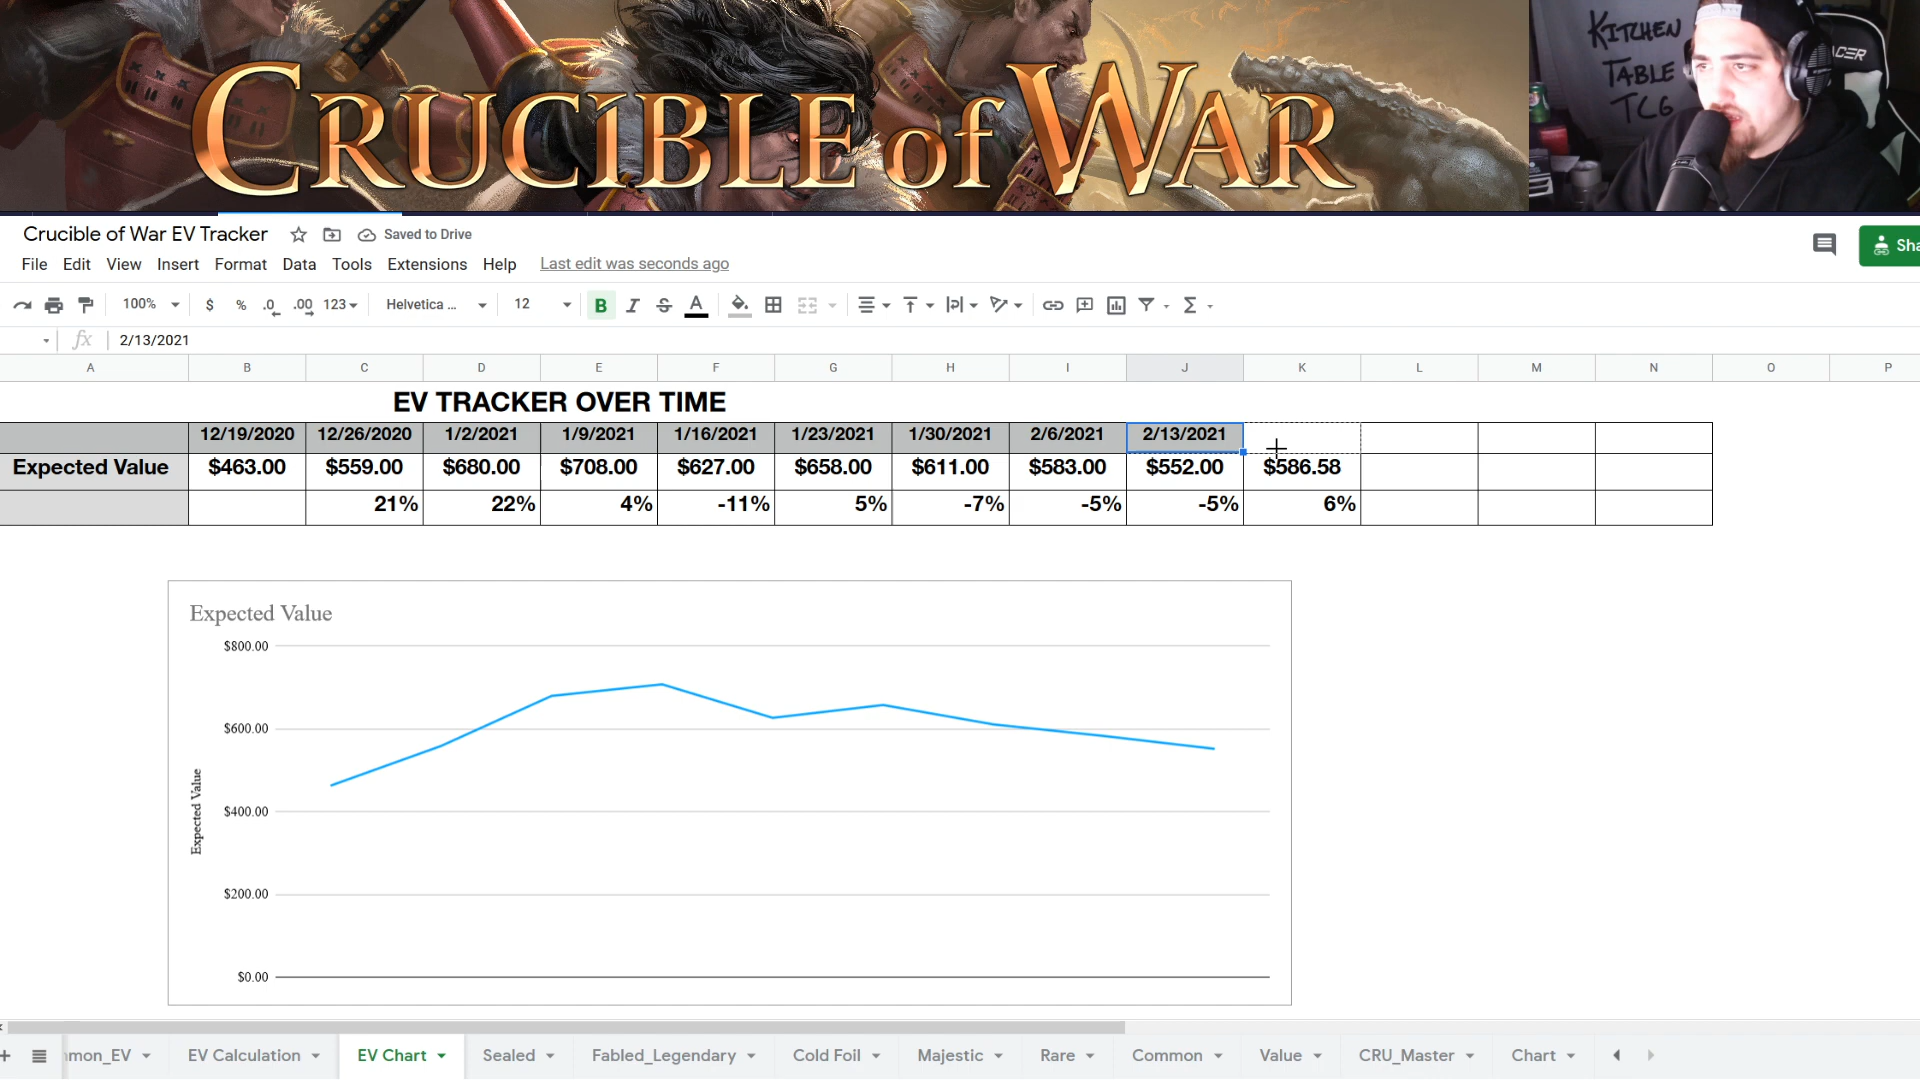 CRUCIBLE of WAR
KITCHEN
TABLE
TCG
ACER
Crucible of War EV Tracker Saved to Drive
Sha
File Edit View Insert Format Data Tools Extensions Help Last edit was seconds ago
100% $ % .0 .00 123 Helvetica ... 12 B I S A Σ
fx 2/13/2021
A B C D E F G H I J K L M N O P
EV TRACKER OVER TIME
12/19/2020 12/26/2020 1/2/2021 1/9/2021 1/16/2021 1/23/2021 1/30/2021 2/6/2021 2/13/2021
Expected Value $463.00 $559.00 $680.00 $708.00 $627.00 $658.00 $611.00 $583.00 $552.00 $586.58
21% 22% 4% -11% 5% -7% -5% -5% 6%
Expected Value
$800.00
$600.00
$400.00
$200.00
$0.00
Expected Value
mon_EV EV Calculation EV Chart Sealed Fabled_Legendary Cold Foil Majestic Rare Common Value CRU_Master Chart